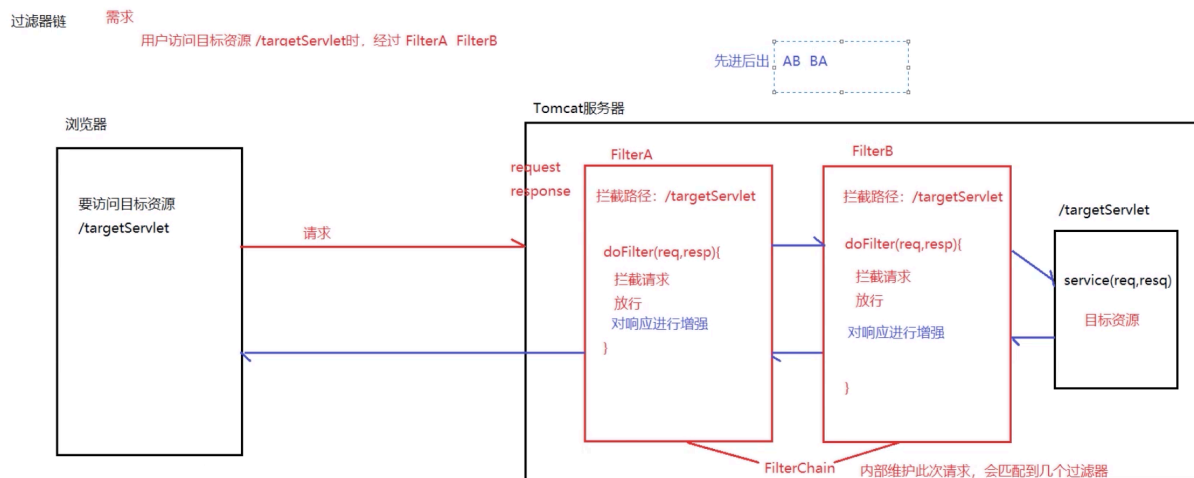 过滤器链
需求
用户访问目标资源 /targetServlet时，经过 FilterA  FilterB
先进后出
AB  BA
浏览器
要访问目标资源
/targetServlet
请求
Tomcat服务器
request
response
FilterA
拦截路径：/targetServlet
doFilter(req,resp){
拦截请求
放行
对响应进行增强
}
FilterB
拦截路径：/targetServlet
doFilter(req,resp){
拦截请求
放行
对响应进行增强
}
/targetServlet
service(req,resq)
目标资源
FilterChain
内部维护此次请求，会匹配到几个过滤器